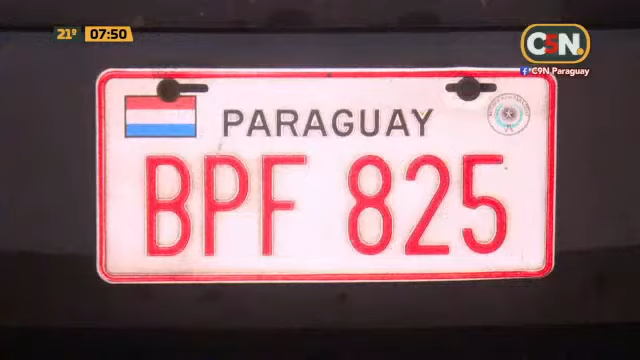 21º 07:50
C9N.
f C9N Paraguay
PARAGUAY
BPF 825